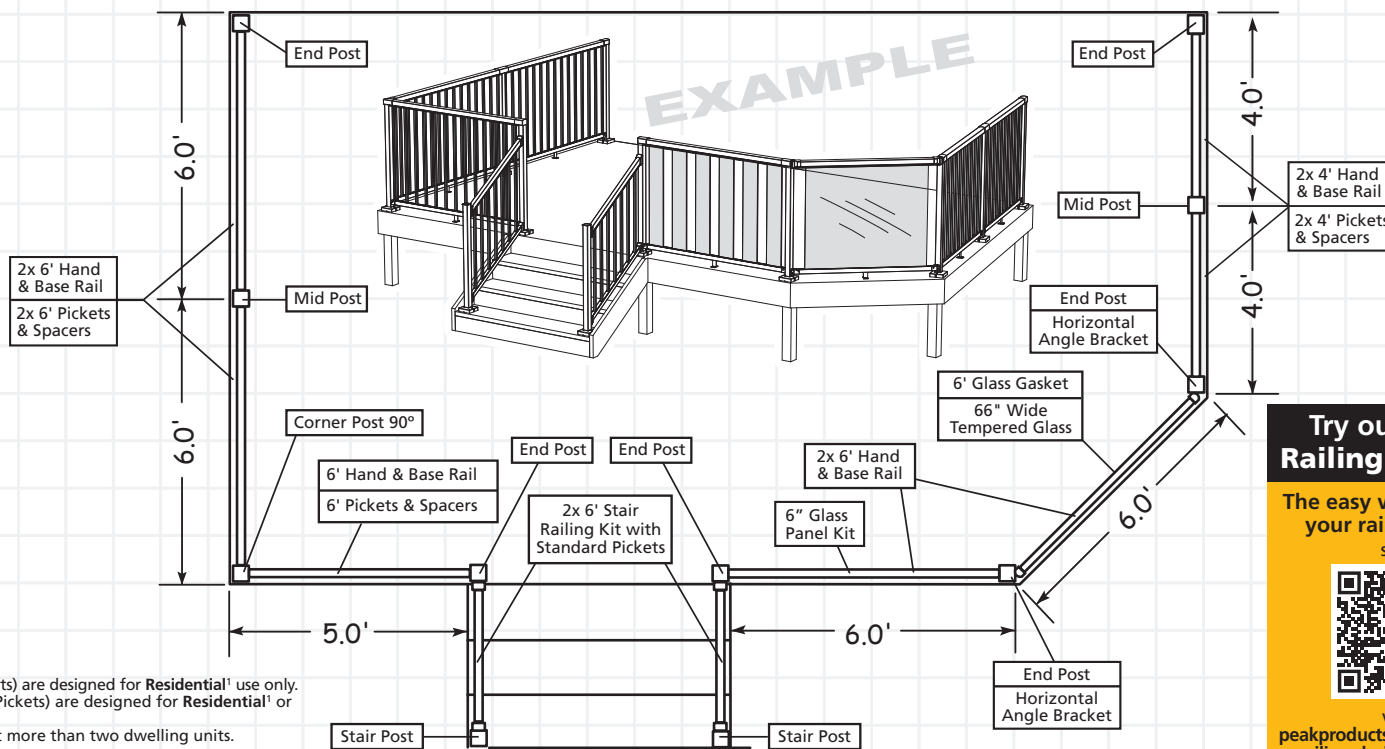 End Post
End Post
EXAMPLE
6.0'
4.0'
2x 4' Hand
& Base Rail
2x 4' Pickets
& Spacers
Mid Post
2x 6' Hand
& Base Rail
2x 6' Pickets
& Spacers
Mid Post
4.0'
End Post
Horizontal
Angle Bracket
6' Glass Gasket
66" Wide
Tempered Glass
6.0'
Corner Post 90º
6' Hand & Base Rail
6' Pickets & Spacers
End Post
End Post
2x 6' Stair
Railing Kit with
Standard Pickets
2x 6' Hand
& Base Rail
6” Glass
Panel Kit
6.0'
5.0'
6.0'
End Post
Horizontal
Angle Bracket
Stair Post
Stair Post
are designed for Residential¹ use only.
Pickets) are designed for Residential¹ or
more than two dwelling units.
Try
Railing
The easy
your
peakproducts